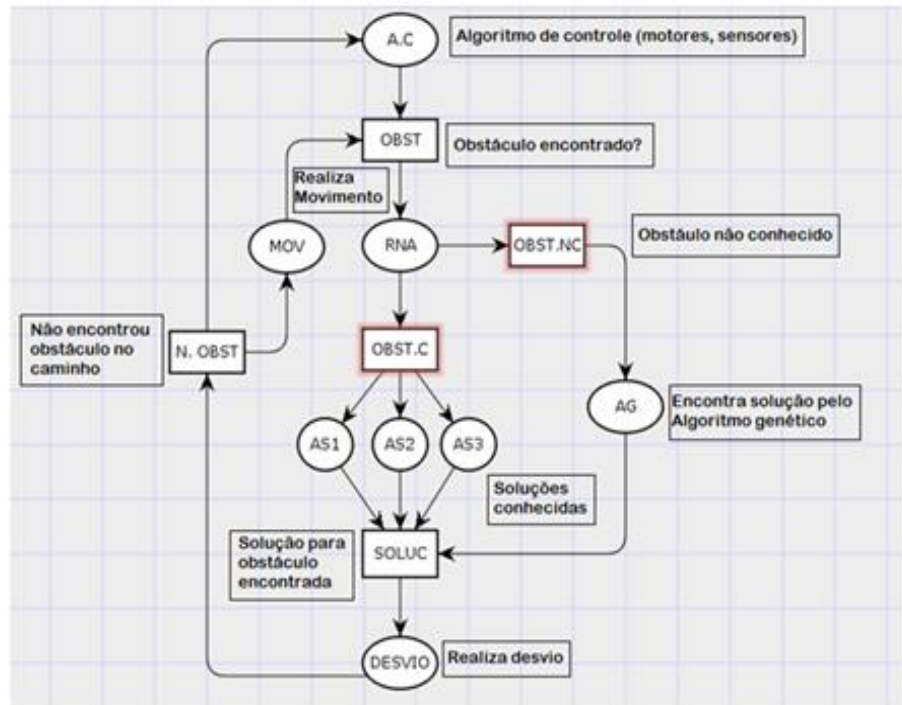 A.C
Algoritmo de controle (motores, sensores)
OBST
Obstáculo encontrado?
Realiza
Movimento
MOV
RNA
OBST.NC
Obstáulo não conhecido
Não encontrou
obstáculo no
caminho
N. OBST
OBST.C
AG
Encontra solução pelo
Algoritmo genético
AS1
AS2
AS3
Soluções
conhecidas
Solução para
obstáculo
encontrada
SOLUC
DESVIO
Realiza desvio